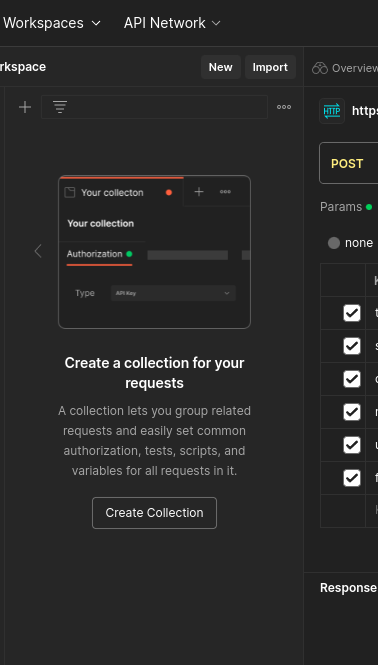 Workspaces
API Network
rkspace
New
Import
Overview
HTTP
https
POST
Params
none
Your collecton
Your collection
Authorization
Type
API Key
Create a collection for your
requests
A collection lets you group related
requests and easily set common
authorization, tests, scripts, and
variables for all requests in it.
Create Collection
Response